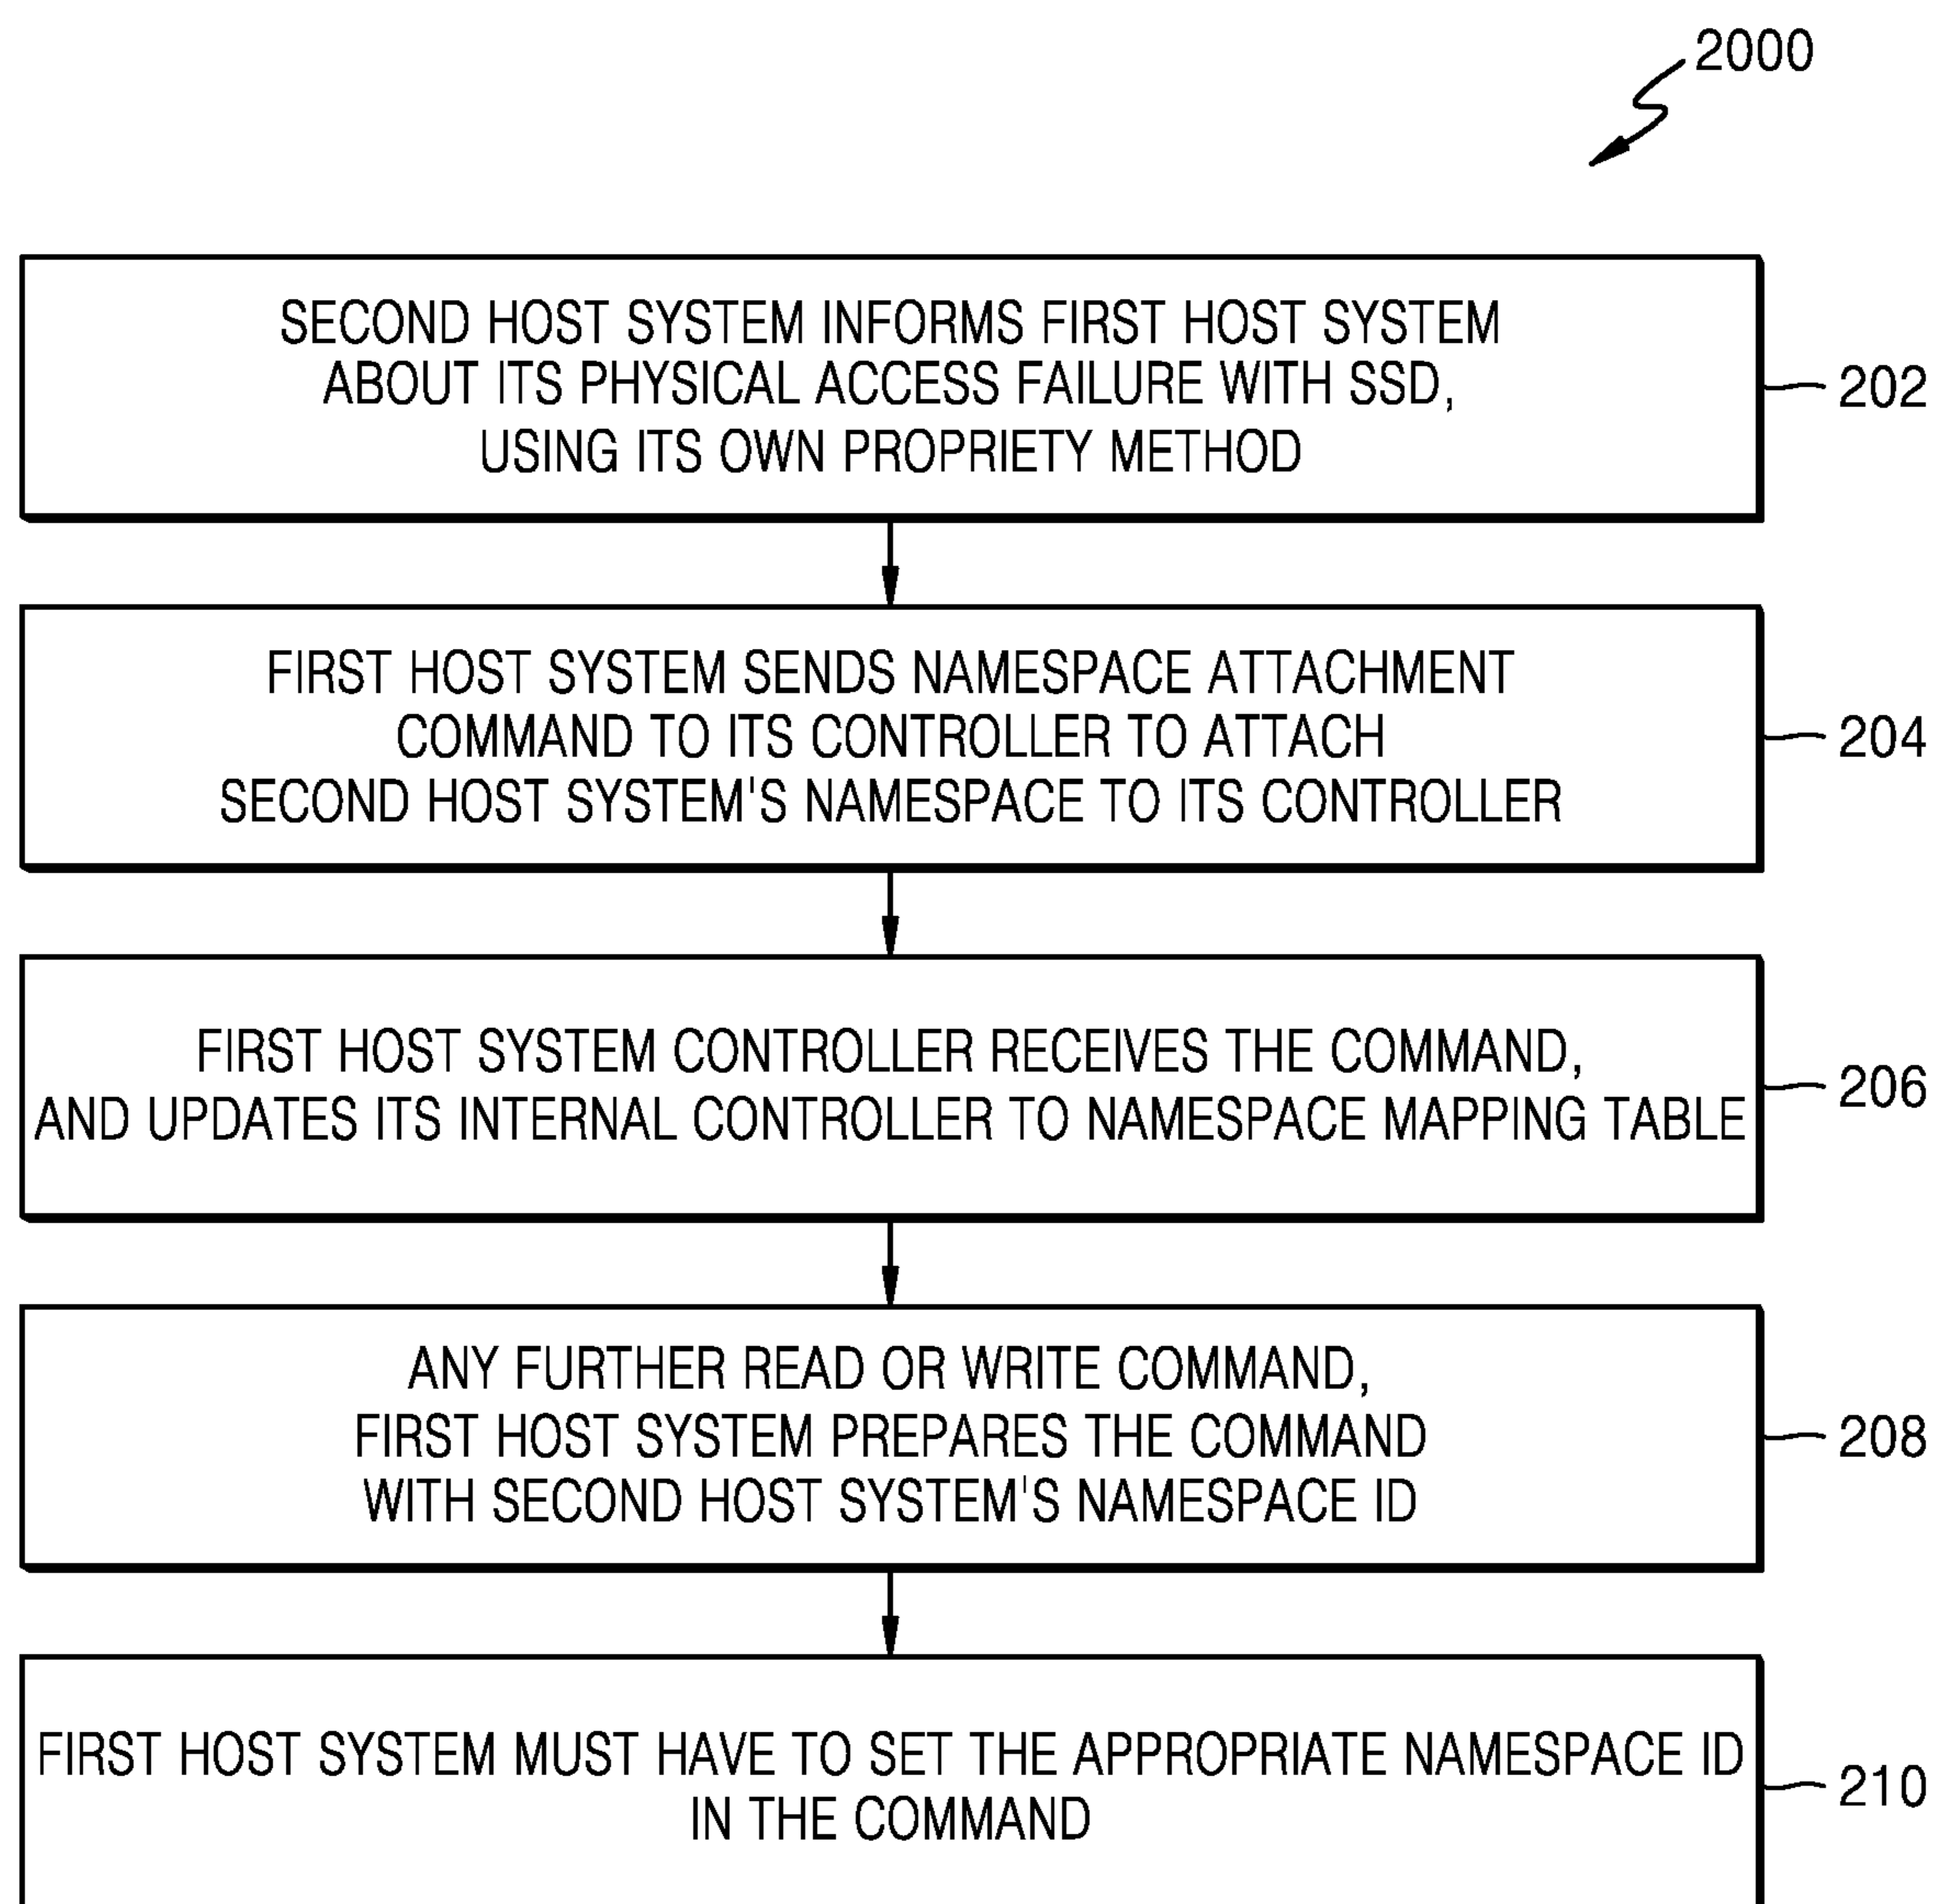 2000
SECOND HOST SYSTEM INFORMS FIRST HOST SYSTEM
ABOUT ITS PHYSICAL ACCESS FAILURE WITH SSD,
USING ITS OWN PROPRIETY METHOD
202
FIRST HOST SYSTEM SENDS NAMESPACE ATTACHMENT
COMMAND TO ITS CONTROLLER TO ATTACH
SECOND HOST SYSTEM'S NAMESPACE TO ITS CONTROLLER
204
FIRST HOST SYSTEM CONTROLLER RECEIVES THE COMMAND,
AND UPDATES ITS INTERNAL CONTROLLER TO NAMESPACE MAPPING TABLE
206
ANY FURTHER READ OR WRITE COMMAND,
FIRST HOST SYSTEM PREPARES THE COMMAND
WITH SECOND HOST SYSTEM'S NAMESPACE ID
208
FIRST HOST SYSTEM MUST HAVE TO SET THE APPROPRIATE NAMESPACE ID
IN THE COMMAND
210